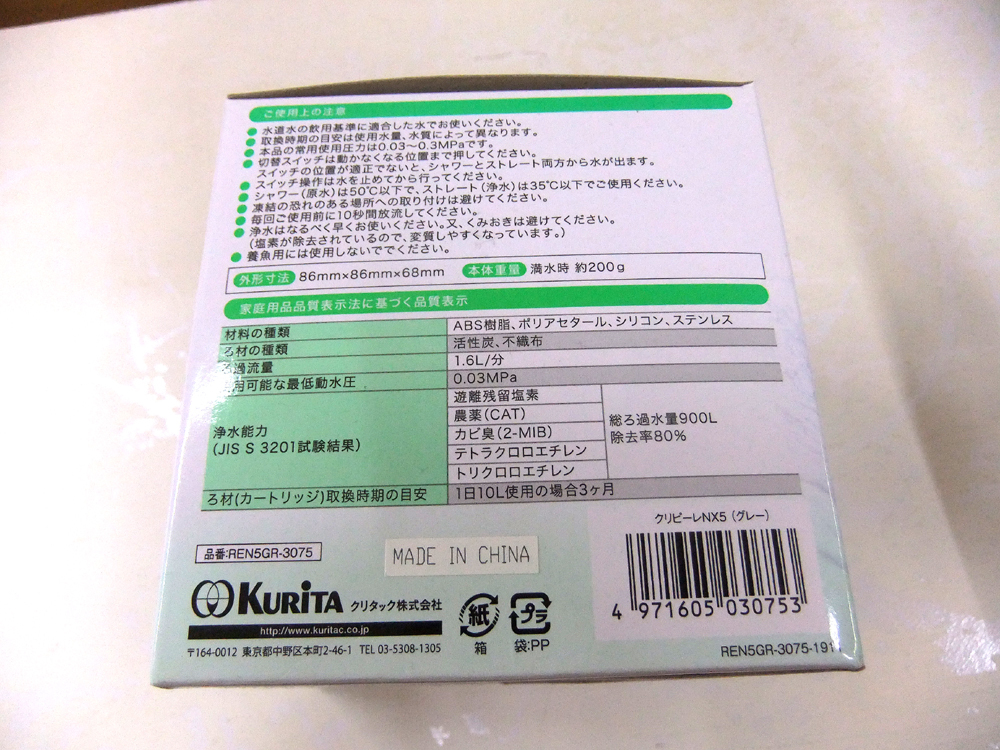 ご使用上の注意
水道水の飲用基準に適合した水でお使いください。
取換時期の目安は使用水量、水質によって異なります。
本品の常用使用圧力は0.03～0.3MPaです。
切替スイッチは動かなくなる位置まで押してください。
スイッチの位置が適正でないと、シャワーとストレート両方から水が出ます。
スイッチ操作は水を止めてから行ってください。
シャワー(原水)は50℃以下で、ストレート(浄水)は35℃以下でご使用ください。
凍結の恐れのある場所への取り付けは避けてください。
毎回ご使用前に10秒間放流してください。
浄水はなるべく早くお使いください。又、くみおきは避けてください。
(塩素が除去されているので、変質しやすくなっています。)
養魚用には使用しないででください。
外形寸法 86mm×86mm×68mm 本体重量 満水時 約200g
家庭用品品質表示法に基づく品質表示
材料の種類 ABS樹脂、ポリアセタール、シリコン、ステンレス
ろ材の種類 活性炭、不織布
過流量 1.6L/分
用可能な最低動水圧 0.03MPa
浄水能力
(JIS S 3201試験結果)
遊離残留塩素
農薬(CAT)
カビ臭(2-MIB)
テトラクロロエチレン
トリクロロエチレン
総ろ過水量900L
除去率80%
ろ材(カートリッジ)取換時期の目安 1日10L使用の場合3ヶ月
クリピーレNX5 (グレー)
品番:REN5GR-3075
MADE IN CHINA
KURITA クリタック株式会社
http://www.kuritac.co.jp
〒164-0012 東京都中野区本町2-46-1 TEL 03-5308-1305
紙
箱
プラ
袋:PP
4 971605 030753
REN5GR-3075-191